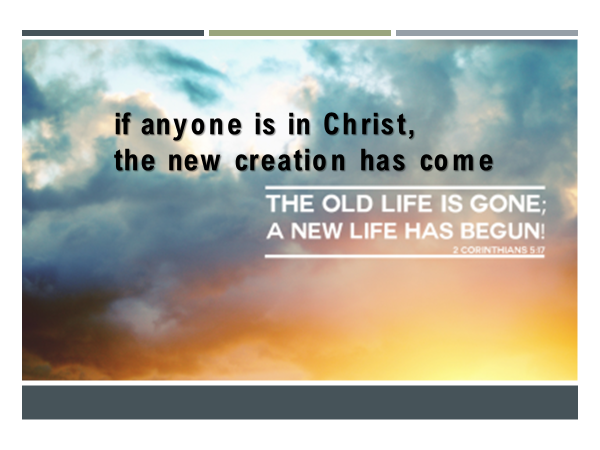 if anyone is in Christ,
the new creation has come
THE OLD LIFE IS GONE;
A NEW LIFE HAS BEGUN!
2 CORINTHIANS 5:17